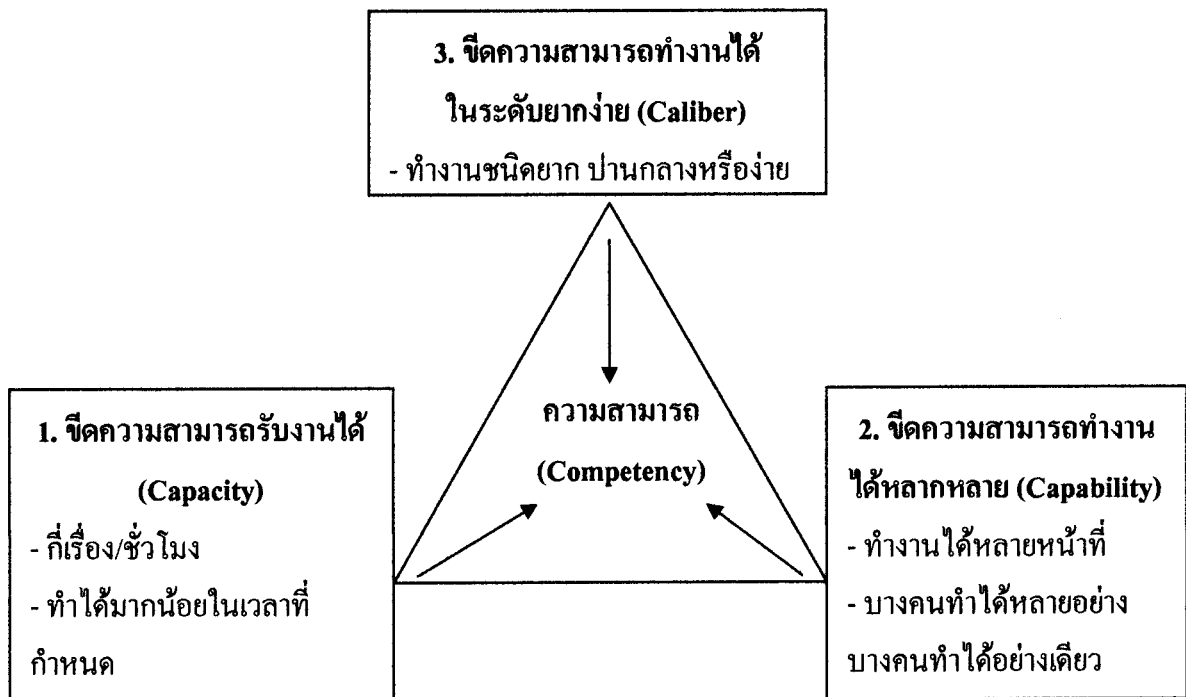 3. ขีดความสามารถทำงานได้
ในระดับยากง่าย (Caliber)
- ทำงานชนิดยาก ปานกลางหรือง่าย
ความสามารถ
(Competency)
1. ขีดความสามารถรับงานได้
(Capacity)
- กี่เรื่อง/ชั่วโมง
- ทำได้มากน้อยในเวลาที่
กำหนด
2. ขีดความสามารถทำงาน
ได้หลากหลาย (Capability)
- ทำงานได้หลายหน้าที่
- บางคนทำได้หลายอย่าง
บางคนทำได้อย่างเดียว